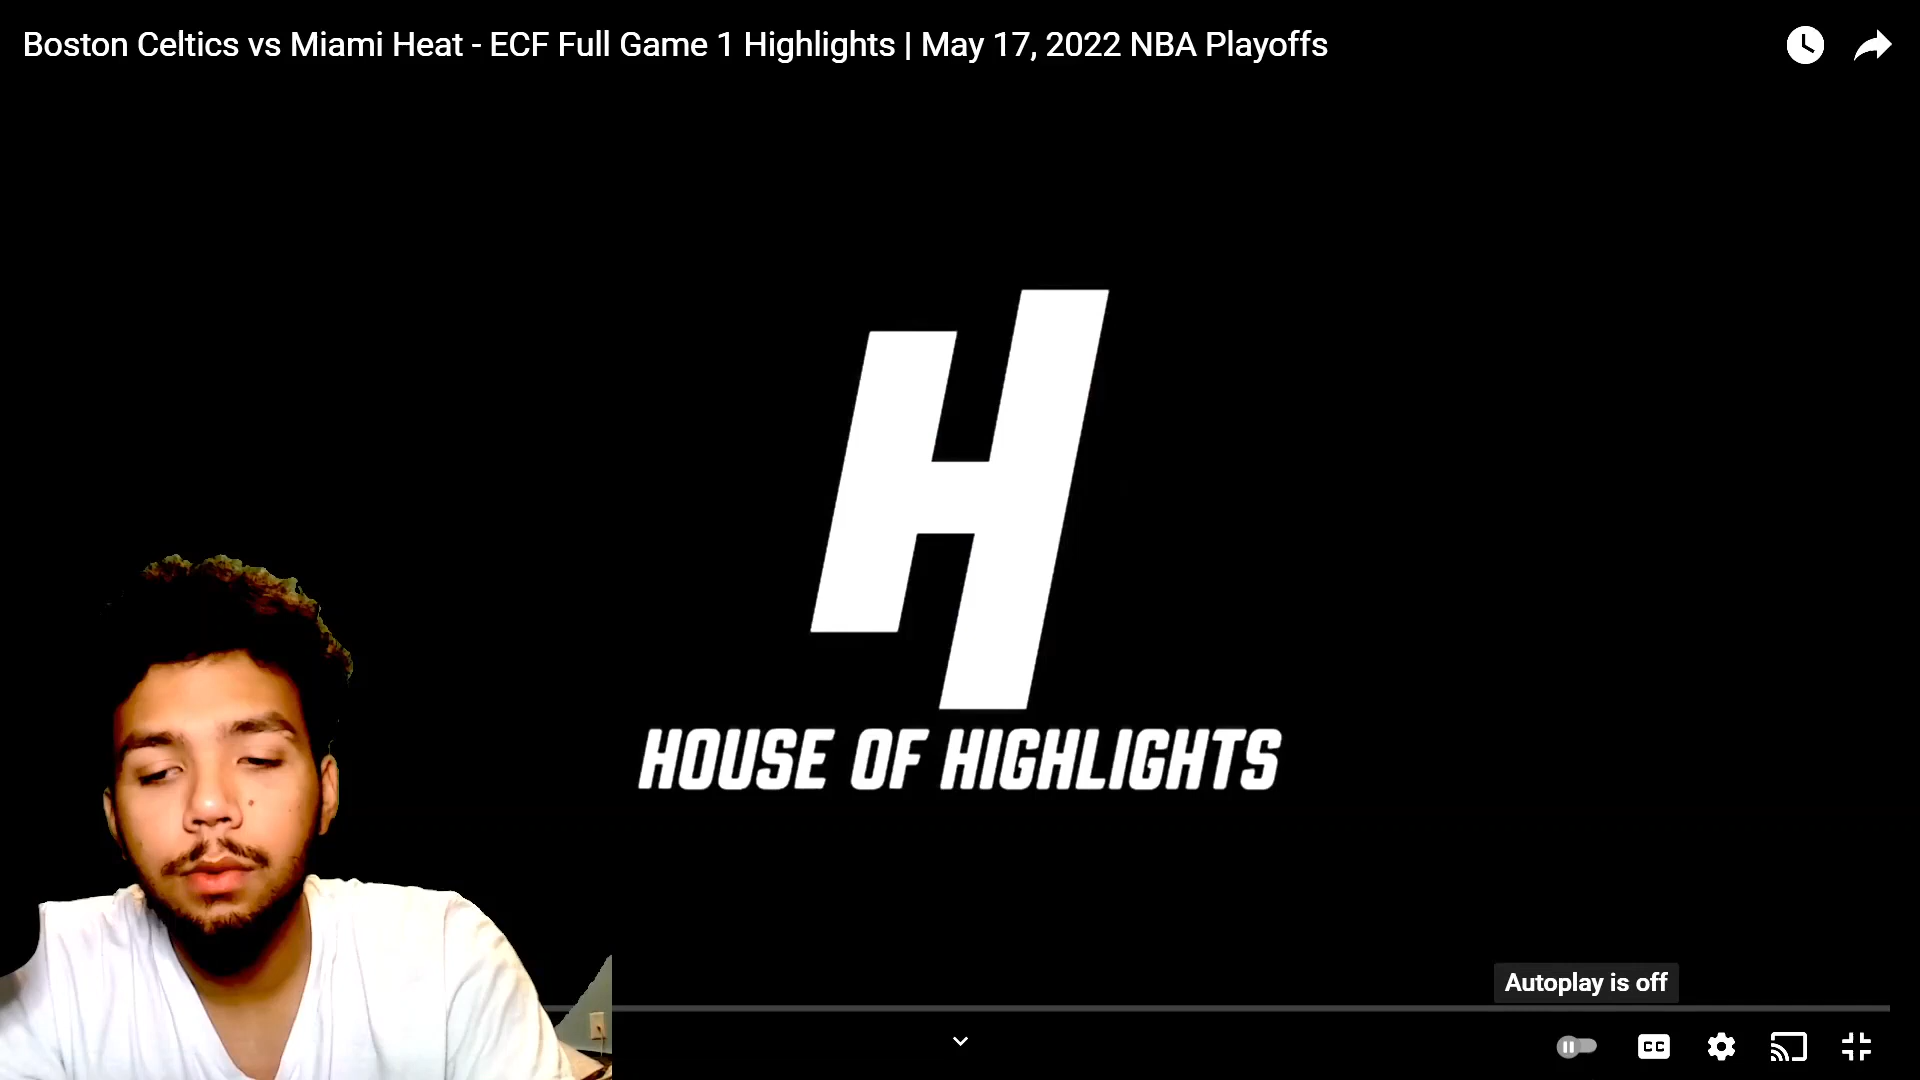 Boston Celtics vs Miami Heat - ECF Full Game 1 Highlights | May 17, 2022 NBA Playoffs
H
HOUSE OF HIGHLIGHTS
Autoplay is off
CC